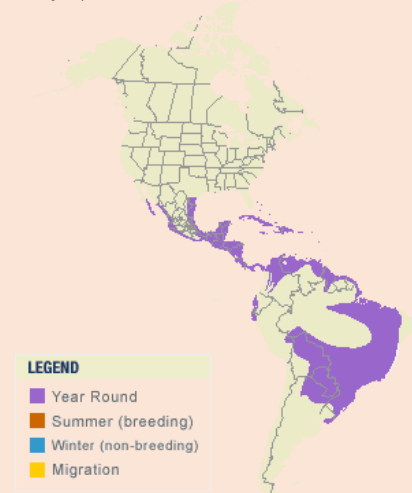 LEGEND
Year Round
Summer (breeding)
Winter (non-breeding)
Migration